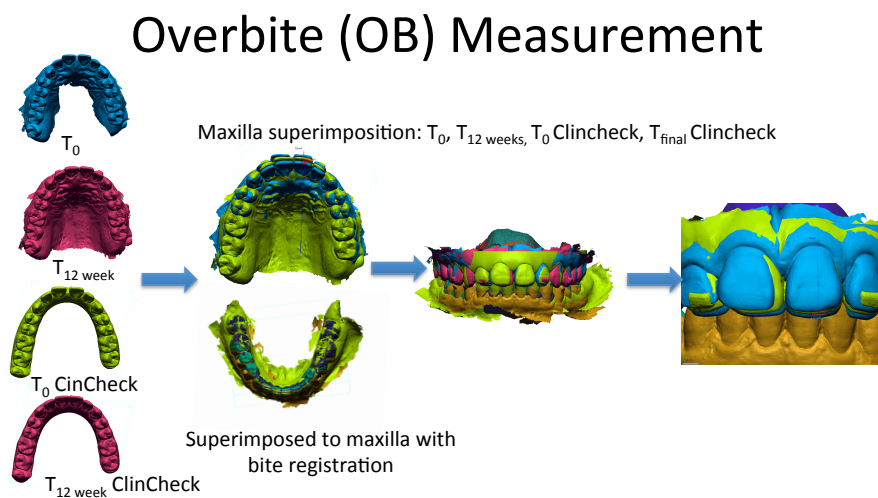 Overbite (OB) Measurement
T0
Maxilla superimposition: T0, T12 weeks, T0 Clincheck, Tfinal Clincheck
T12 week
T0 CinCheck
Superimposed to maxilla with
bite registration
T12 week ClinCheck